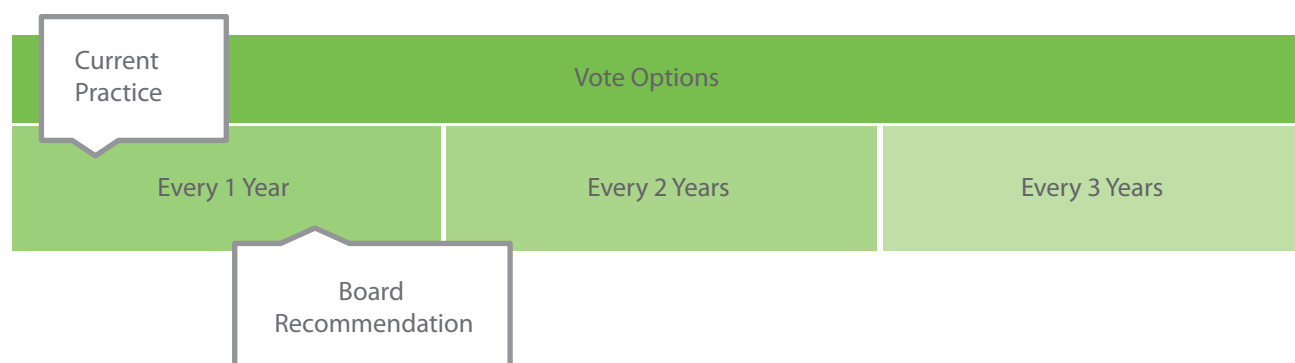 Current
Practice
Vote Options
Every 1 Year
Every 2 Years
Every 3 Years
Board
Recommendation